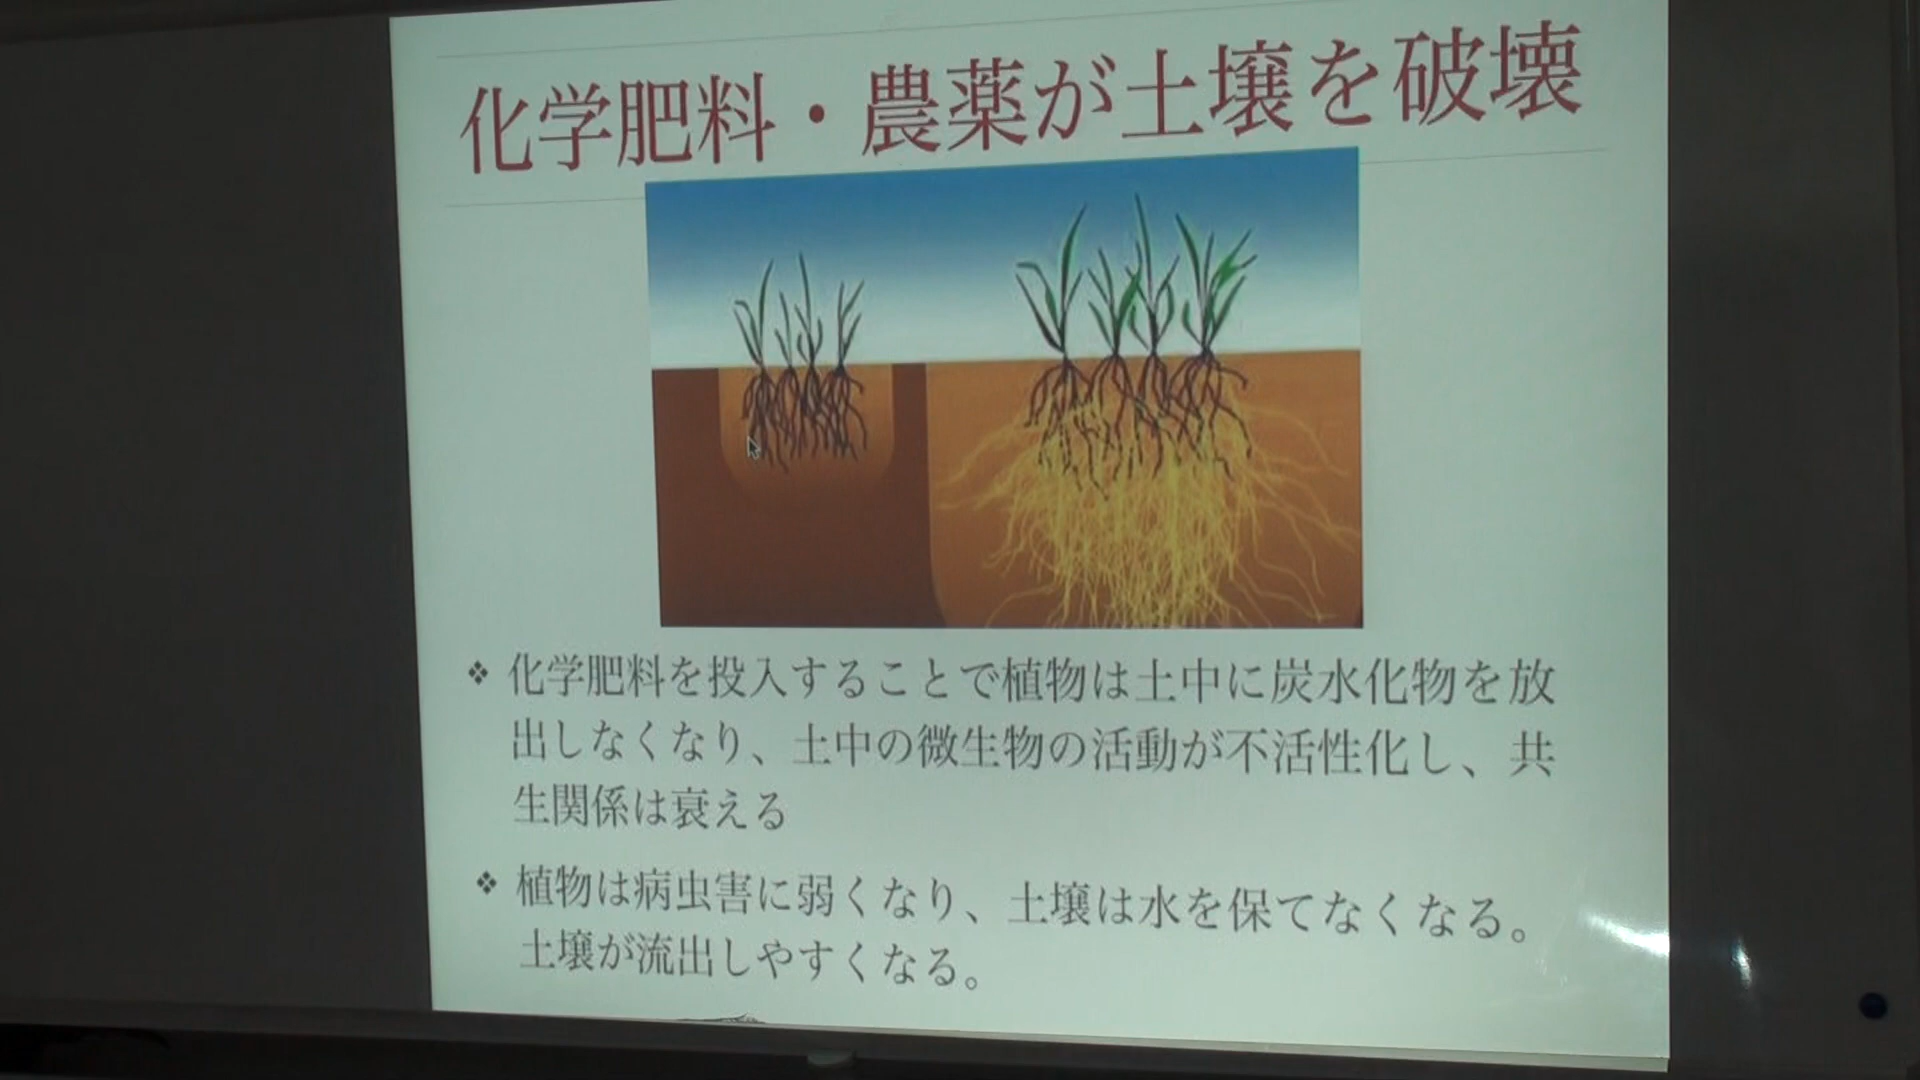 化学肥料・農薬が土壌を破壊
❖ 化学肥料を投入することで植物は土中に炭水化物を放
出しなくなり、土中の微生物の活動が不活性化し、共
生関係は衰える
❖ 植物は病虫害に弱くなり、土壌は水を保てなくなる。
土壌が流出しやすくなる。